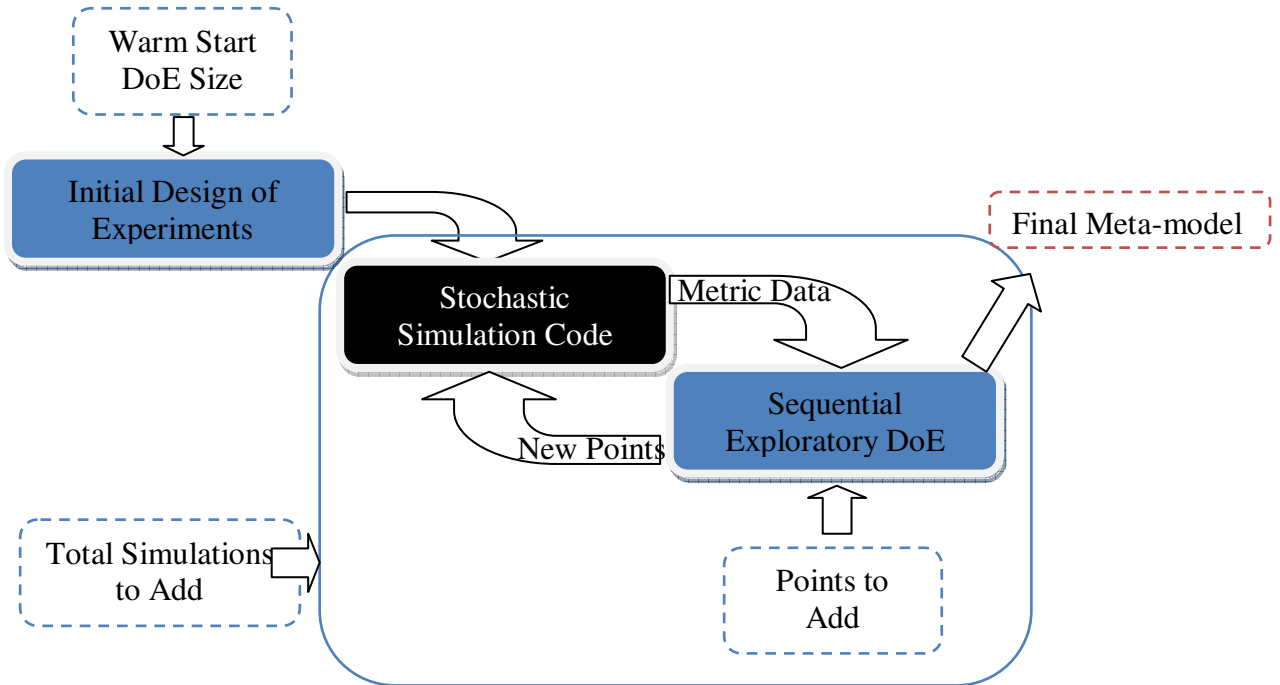 Warm Start
DoE Size
Initial Design of
Experiments
Final Meta-model
Stochastic
Simulation Code
Metric Data
Sequential
Exploratory DoE
New Points
Total Simulations
to Add
Points to
Add